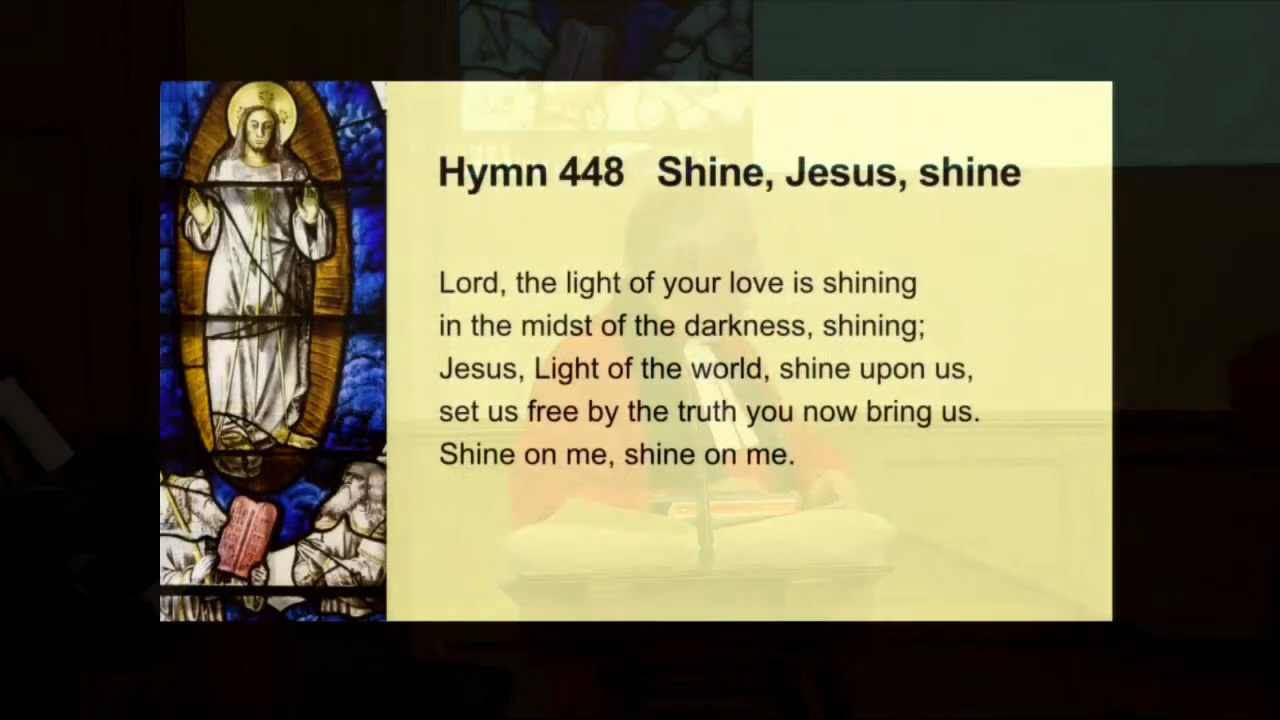 Hymn 448 Shine, Jesus, shine
Lord, the light of your love is shining
in the midst of the darkness, shining;
Jesus, Light of the world, shine upon us,
set us free by the truth you now bring us.
Shine on me, shine on me.